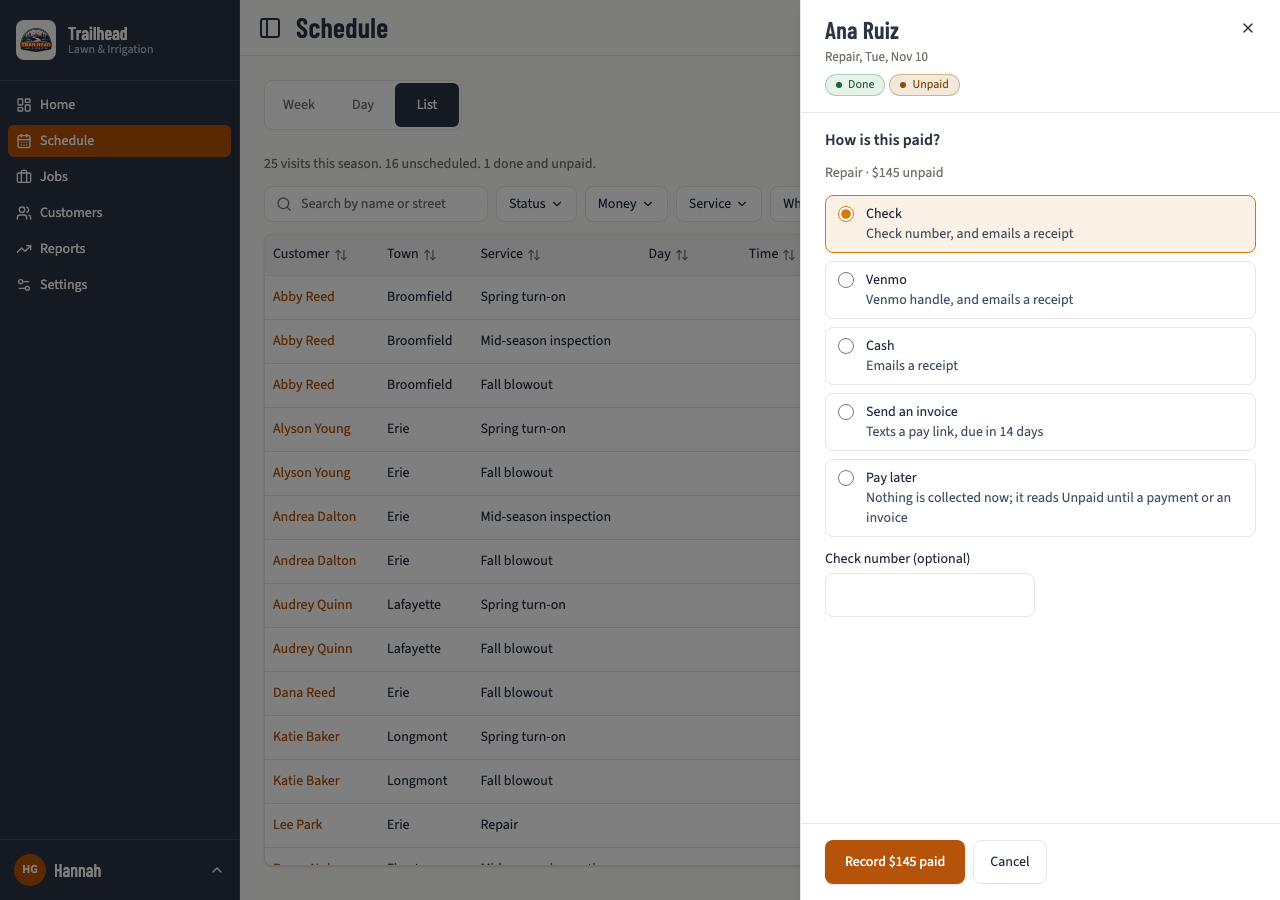 TRAILHEAD
Trailhead
Lawn & Irrigation
Home
Schedule
Jobs
Customers
Reports
Settings
HG Hannah
Schedule
Week Day List
25 visits this season. 16 unscheduled. 1 done and unpaid.
Search by name or street Status Money Service Wh
Customer Town Service Day Time
Abby Reed Broomfield Spring turn-on
Abby Reed Broomfield Mid-season inspection
Abby Reed Broomfield Fall blowout
Alyson Young Erie Spring turn-on
Alyson Young Erie Fall blowout
Andrea Dalton Erie Mid-season inspection
Andrea Dalton Erie Fall blowout
Audrey Quinn Lafayette Spring turn-on
Audrey Quinn Lafayette Fall blowout
Dana Reed Erie Fall blowout
Katie Baker Longmont Spring turn-on
Katie Baker Longmont Fall blowout
Lee Park Erie Repair
Ana Ruiz
Repair, Tue, Nov 10
Done Unpaid
How is this paid?
Repair · $145 unpaid
Check
Check number, and emails a receipt
Venmo
Venmo handle, and emails a receipt
Cash
Emails a receipt
Send an invoice
Texts a pay link, due in 14 days
Pay later
Nothing is collected now; it reads Unpaid until a payment or an
invoice
Check number (optional)
Record $145 paid Cancel